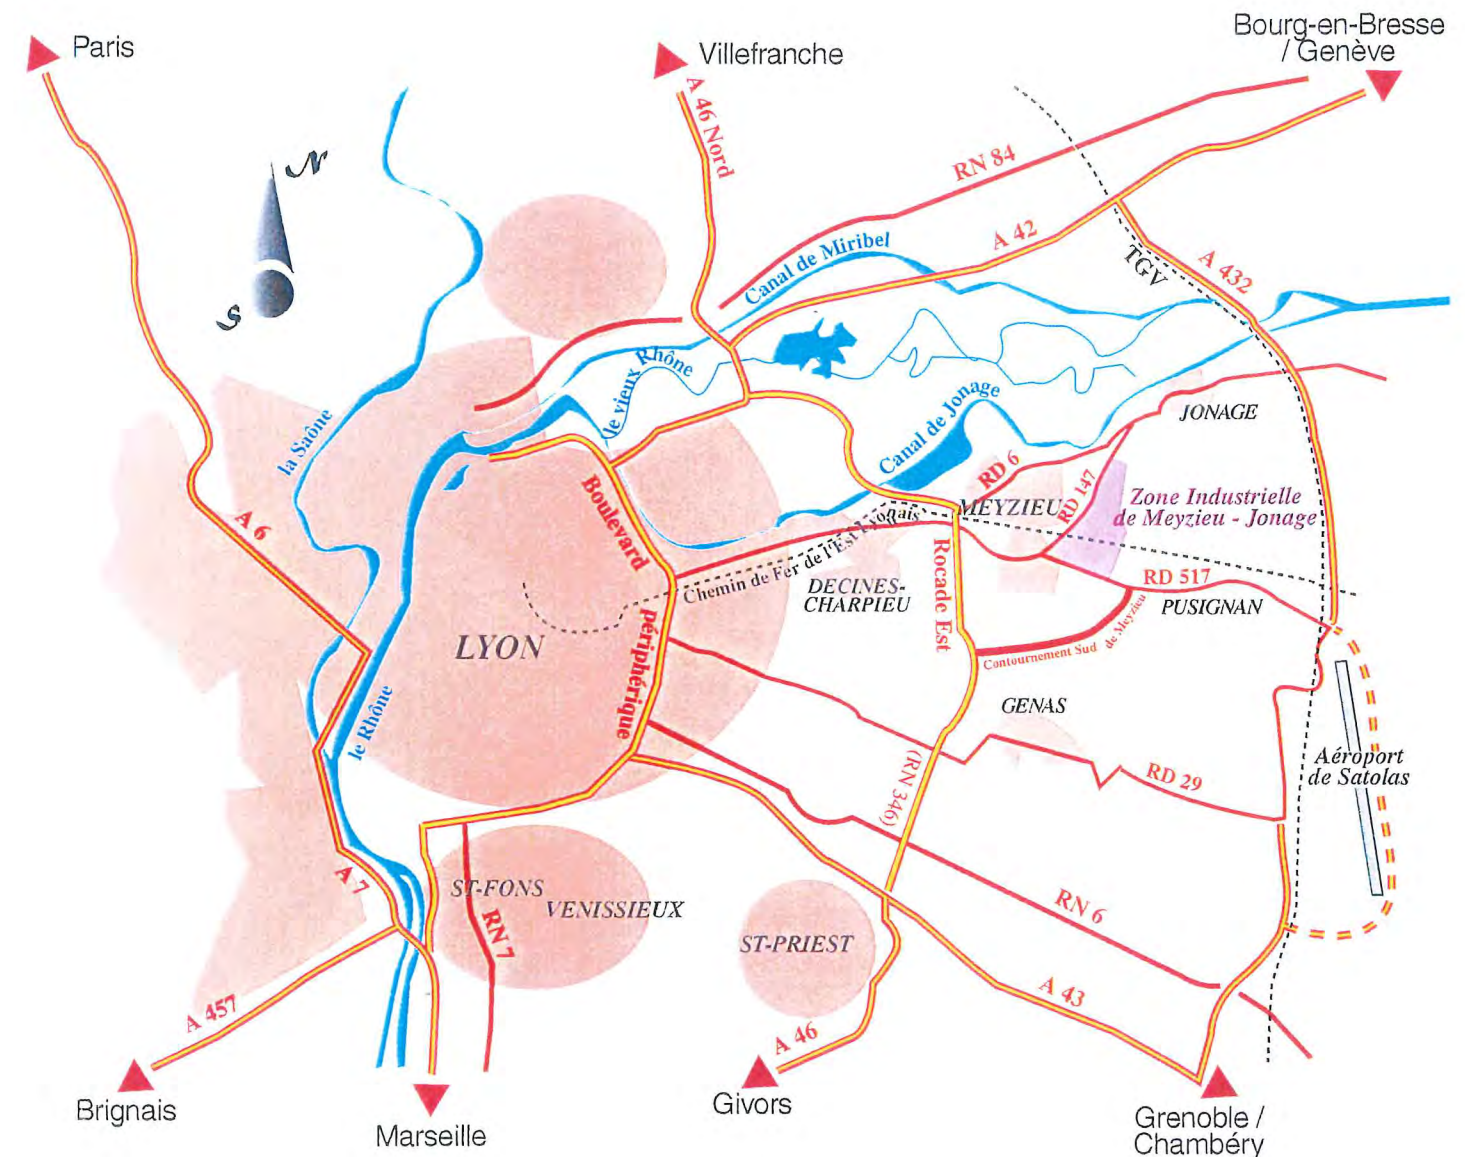 Paris
Villefranche
Bourg-en-Bresse
/ Genève
A 46 Nord
N
S
RN 84
A 42
Canal de Miribel
TGV
A 432
le vieux Rhône
la Saône
Canal de Jonage
JONAGE
RD 6
RD 147
MEYZIEU
Zone Industrielle
de Meyzieu - Jonage
A 6
Boulevard
périphérique
Chemin de Fer de l'Est Lyonnais
DECINES-
CHARPIEU
Rocade Est
RD 517
PUSIGNAN
LYON
Contournement Sud de Meyzieu
le Rhône
GENAS
(RN 346)
RD 29
Aéroport
de Satolas
A 7
ST-FONS
VENISSIEUX
RN 7
ST-PRIEST
RN 6
A 43
A 457
A 46
Brignais
Marseille
Givors
Grenoble /
Chambéry